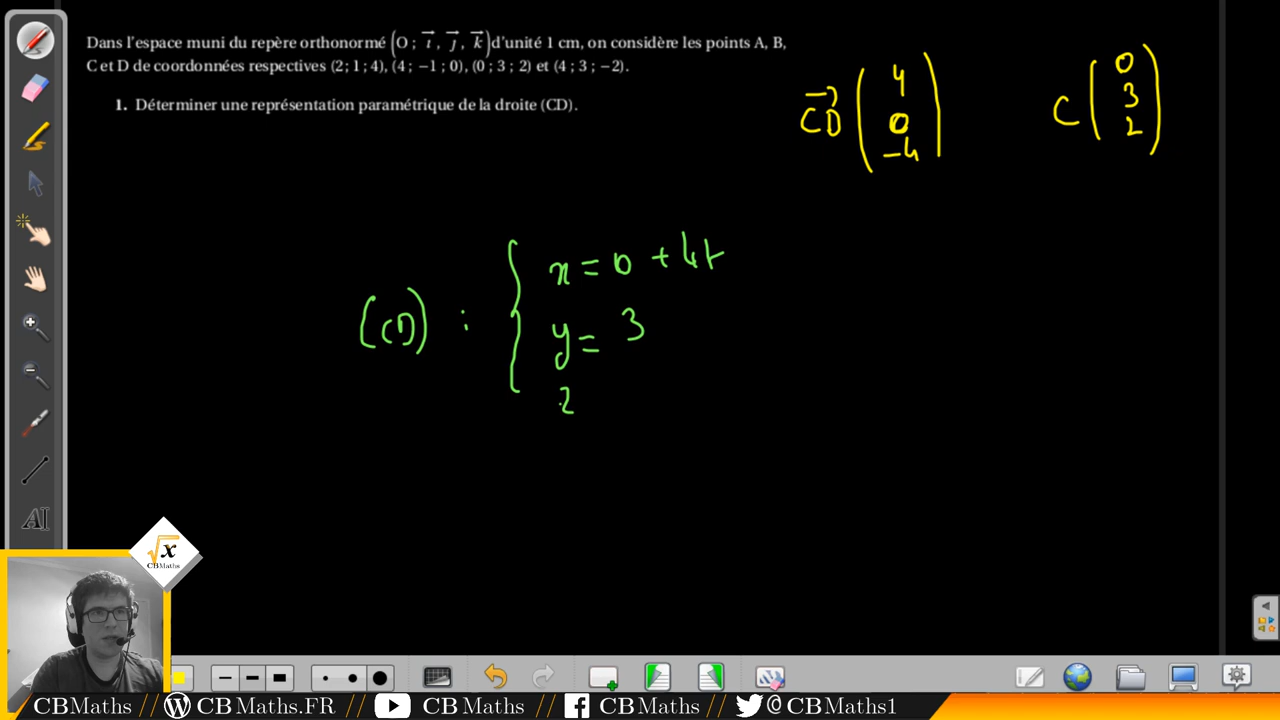 Dans l'espace muni du repère orthonormé (O ; i⃗ , j⃗ , k⃗) d'unité 1 cm, on considère les points A, B,
C et D de coordonnées respectives (2 ; 1 ; 4), (4 ; −1 ; 0), (0 ; 3 ; 2) et (4 ; 3 ; −2).
1. Déterminer une représentation paramétrique de la droite (CD).
CD⃗ (4 0 −4)
C (0 3 2)
(CD) : { x = 0 + 4t
y = 3
z
AI
√x
CBMaths
CBMaths / CBMaths.FR / CBMaths / CBMaths / @CBMaths1